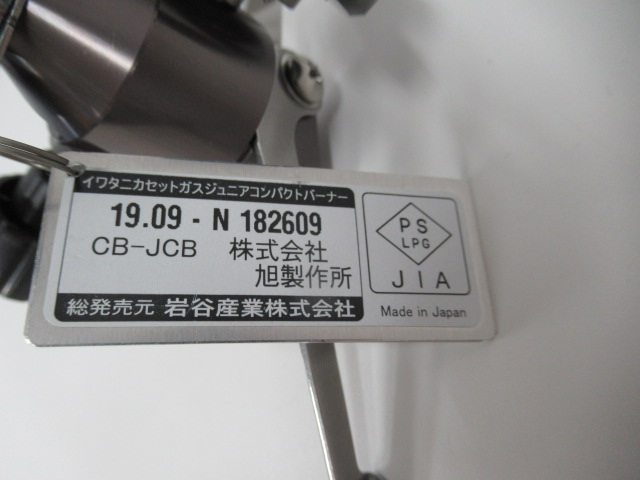 イワタニカセットガスジュニアコンパクトバーナー
19.09 - N 182609
CB-JCB 株式会社
旭製作所
総発売元 岩谷産業株式会社
PS
LPG
JIA
Made in Japan